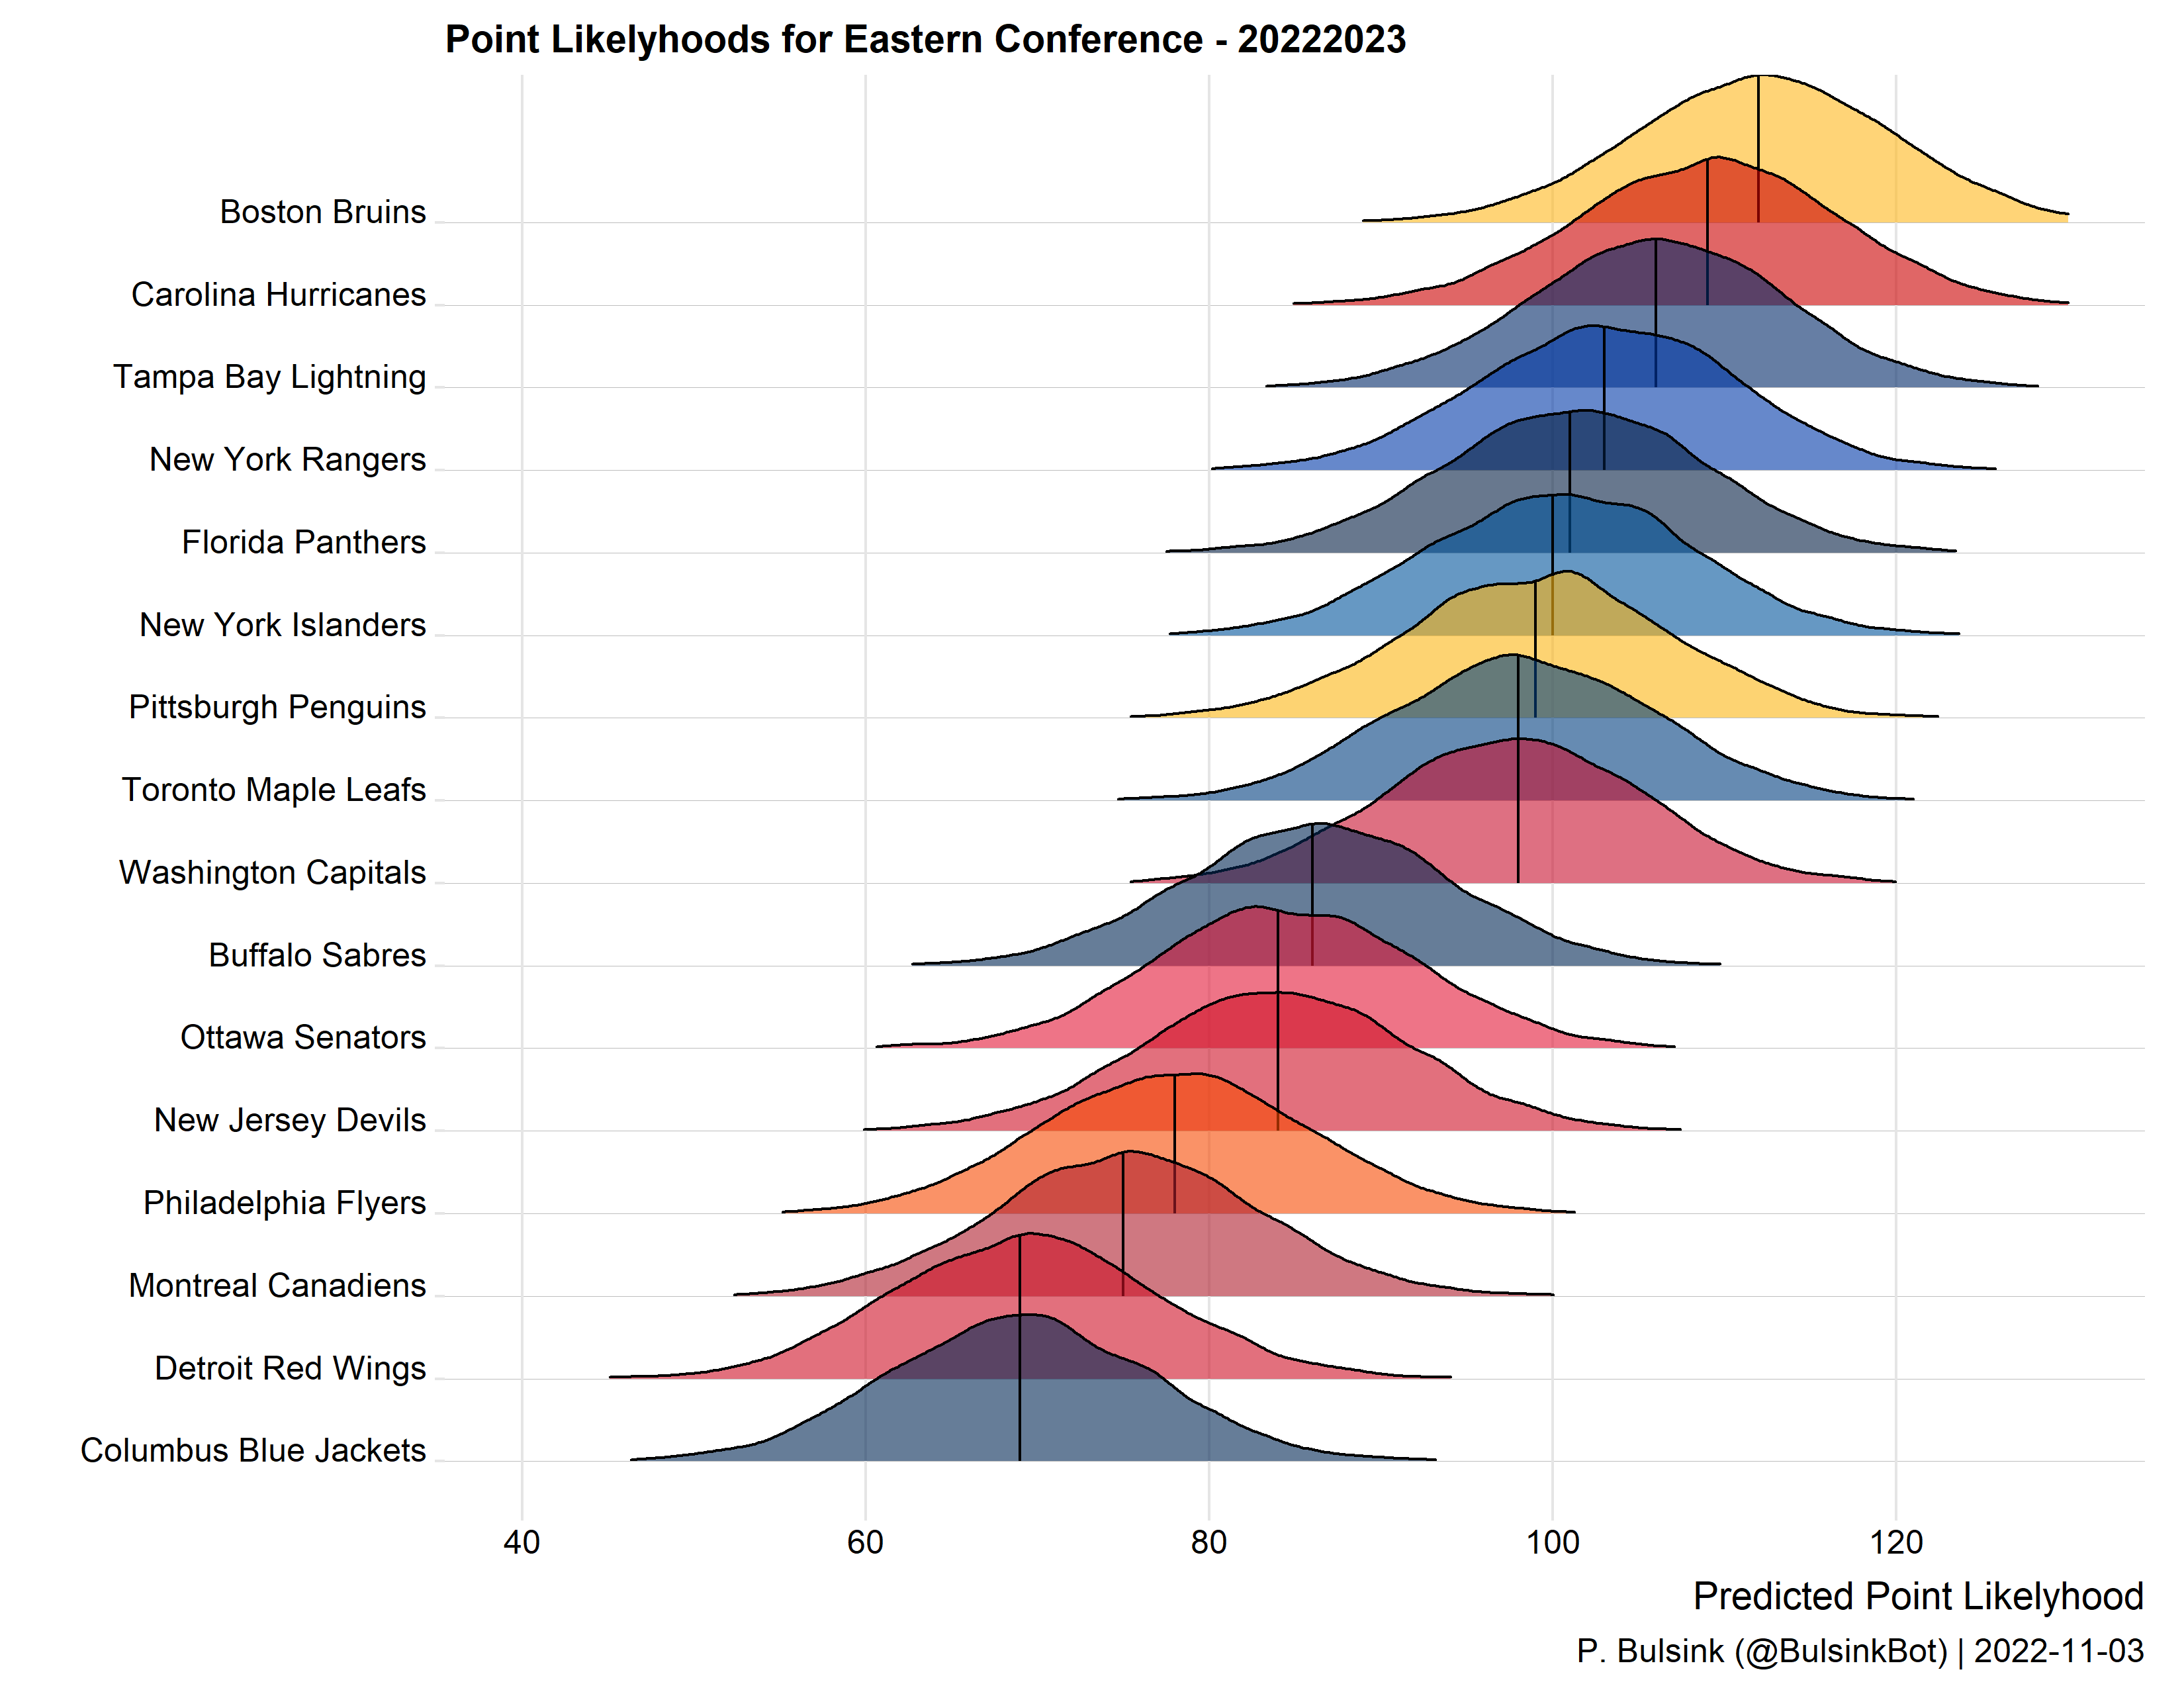 Point Likelyhoods for Eastern Conference - 20222023
Boston Bruins
Carolina Hurricanes
Tampa Bay Lightning
New York Rangers
Florida Panthers
New York Islanders
Pittsburgh Penguins
Toronto Maple Leafs
Washington Capitals
Buffalo Sabres
Ottawa Senators
New Jersey Devils
Philadelphia Flyers
Montreal Canadiens
Detroit Red Wings
Columbus Blue Jackets
40 60 80 100 120
Predicted Point Likelyhood
P. Bulsink (@BulsinkBot) | 2022-11-03